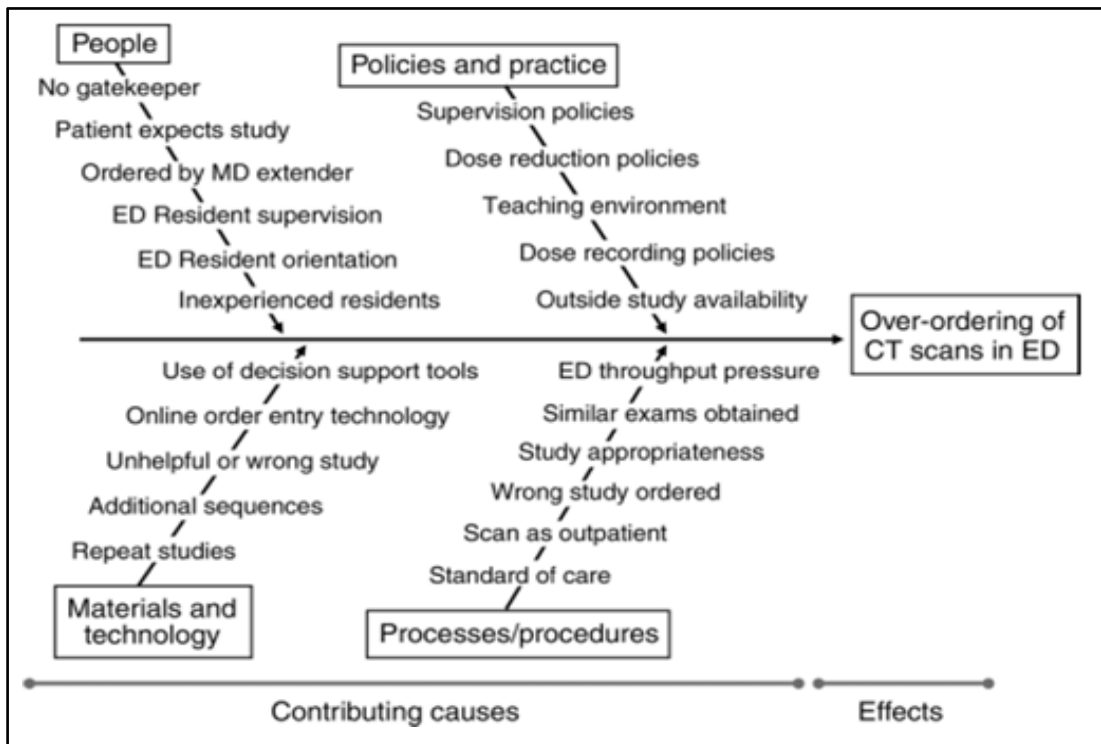 People
No gatekeeper
Patient expects study
Ordered by MD extender
ED Resident supervision
ED Resident orientation
Inexperienced residents
Policies and practice
Supervision policies
Dose reduction policies
Teaching environment
Dose recording policies
Outside study availability
Over-ordering of
CT scans in ED
Use of decision support tools
Online order entry technology
Unhelpful or wrong study
Additional sequences
Repeat studies
Materials and
technology
ED throughput pressure
Similar exams obtained
Study appropriateness
Wrong study ordered
Scan as outpatient
Standard of care
Processes/procedures
Contributing causes
Effects